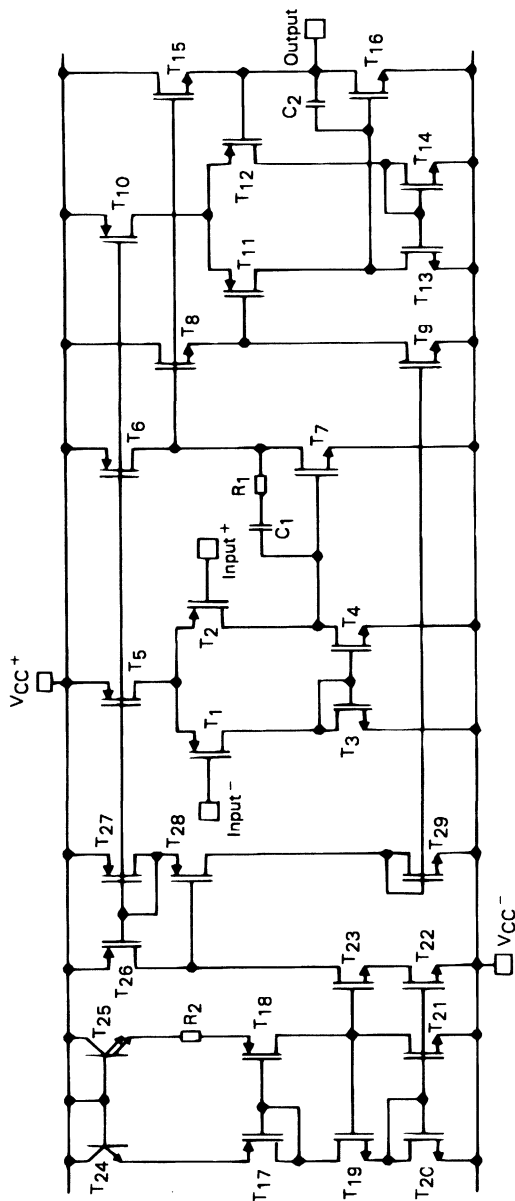 VCC+
T24
T25
T26
T27
T5
T6
T10
T15
R2
T28
T8
T17
T18
Input-
T1
T2
Input+
C1
R1
T11
T12
Output
C2
T19
T23
T3
T4
T7
T9
T13
T14
T16
T2C
T21
T22
T29
VCC-